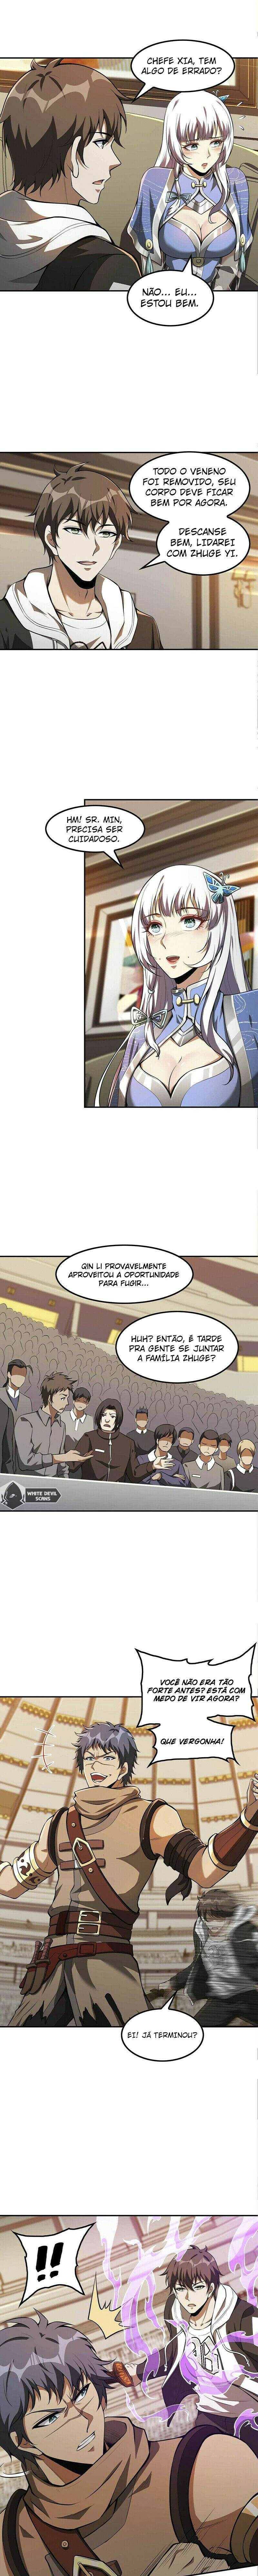 CHEFE XIA, TEM
ALGO DE ERRADO?
NÃO... EU...
ESTOU BEM.
TODO O VENENO
FOI REMOVIDO, SEU
CORPO DEVE FICAR
BEM POR AGORA.
DESCANSE
BEM, LIDAREI
COM ZHUGE YI.
HM! SR. MIN,
PRECISA SER
CUIDADOSO.
QIN LI PROVAVELMENTE
APROVEITOU A OPORTUNIDADE
PARA FUGIR...
HUH? ENTÃO, É TARDE
PRA GENTE SE JUNTAR
A FAMÍLIA ZHUGE?
WHITE DEVIL
SCANS
VOCÊ NÃO ERA TÃO
FORTE ANTES? ESTÁ COM
MEDO DE VIR AGORA?
QUE VERGONHA!
EI! JÁ TERMINOU?
!!